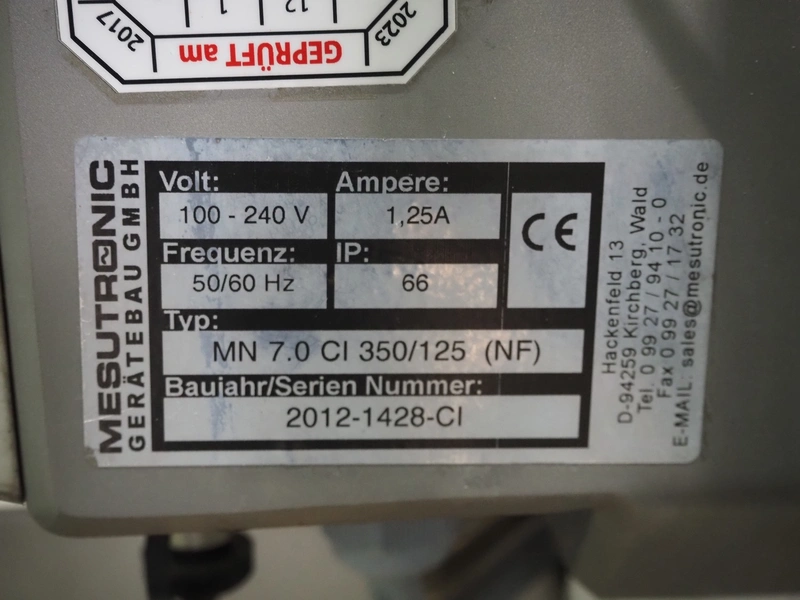 12
1
2023
2017
GEPRÜFT am
MESUTRONIC
GERÄTEBAU GMBH
Volt:
Ampere:
100 - 240 V
1,25A
Frequenz:
IP:
50/60 Hz
66
CE
Typ:
MN 7.0 CI 350/125 (NF)
Baujahr/Serien Nummer:
2012-1428-CI
Hackenfeld 13
D-94259 Kirchberg, Wald
Tel. 0 99 27 / 94 10 - 0
Fax 0 99 27 / 17 32
E-MAIL: sales@mesutronic.de